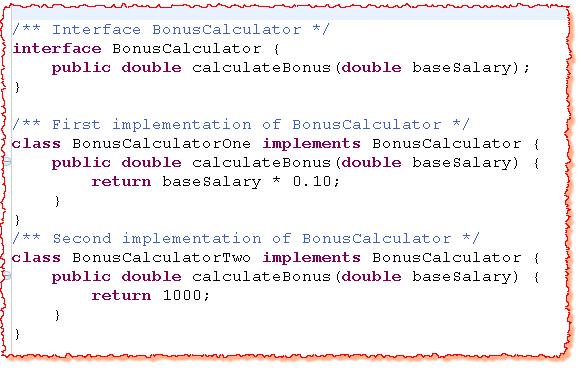 /** Interface BonusCalculator */
interface BonusCalculator {
    public double calculateBonus(double baseSalary);
}

/** First implementation of BonusCalculator */
class BonusCalculatorOne implements BonusCalculator {
    public double calculateBonus(double baseSalary) {
        return baseSalary * 0.10;
    }
}
/** Second implementation of BonusCalculator */
class BonusCalculatorTwo implements BonusCalculator {
    public double calculateBonus(double baseSalary) {
        return 1000;
    }
}